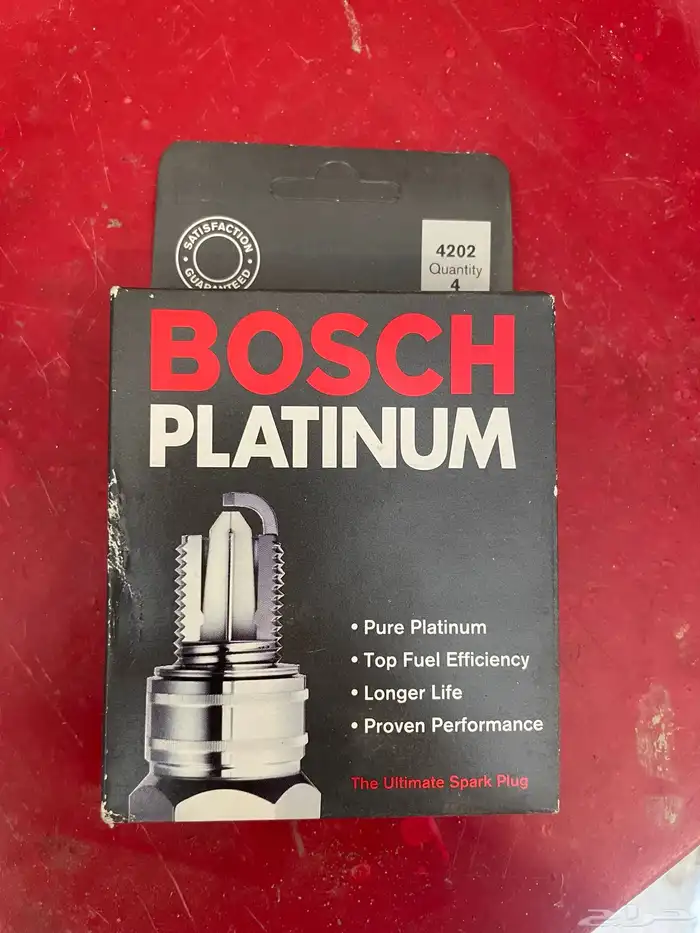 SATISFACTION
GUARANTEED
4202
Quantity
4
BOSCH
PLATINUM
• Pure Platinum
• Top Fuel Efficiency
• Longer Life
• Proven Performance
The Ultimate Spark Plug
حراج